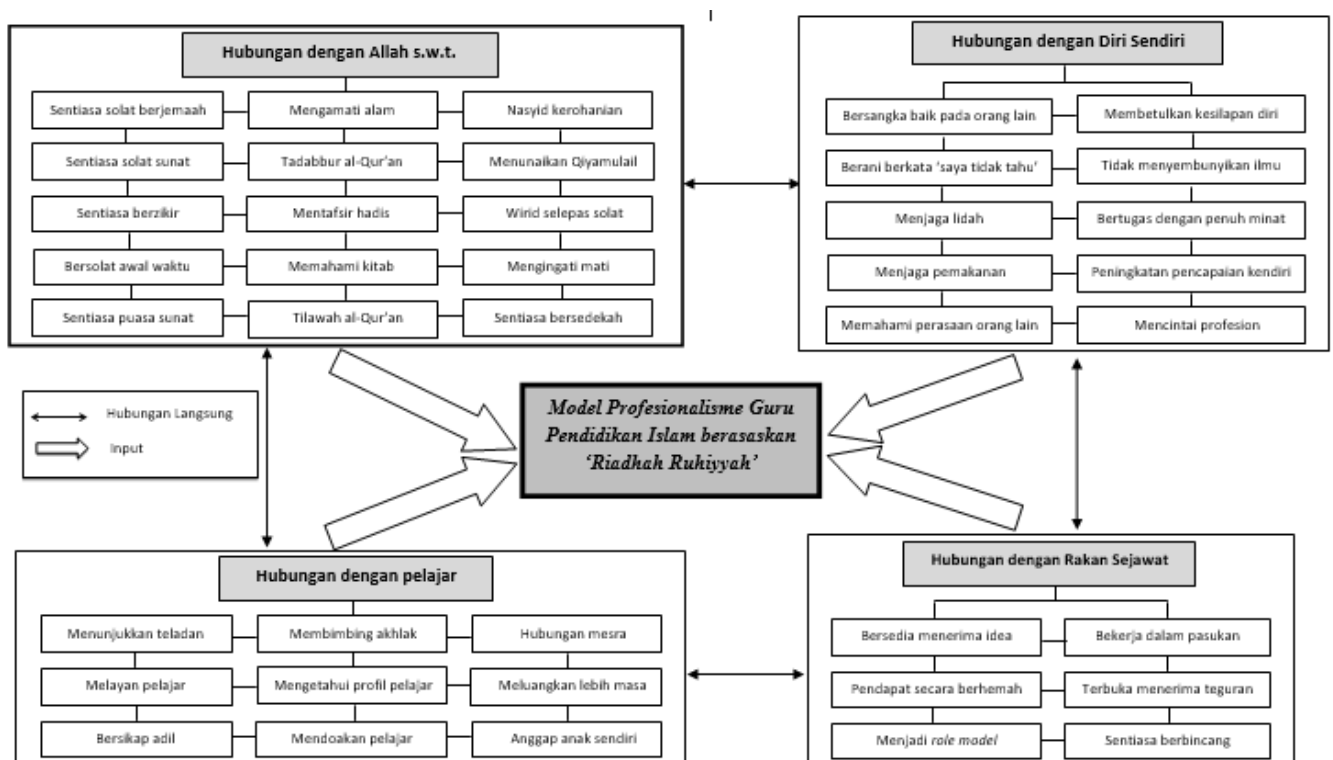 Hubungan dengan Allah s.w.t.
Sentiasa solat berjemaah
Mengamati alam
Nasyid kerohanian
Sentiasa solat sunat
Tadabbur al-Qur'an
Menunaikan Qiyamulail
Sentiasa berzikir
Mentafsir hadis
Wirid selepas solat
Bersolat awal waktu
Memahami kitab
Mengingati mati
Sentiasa puasa sunat
Tilawah al-Qur'an
Sentiasa bersedekah
Hubungan dengan Diri Sendiri
Bersangka baik pada orang lain
Membetulkan kesilapan diri
Berani berkata 'saya tidak tahu'
Tidak menyembunyikan ilmu
Menjaga lidah
Bertugas dengan penuh minat
Menjaga pemakanan
Peningkatan pencapaian kendiri
Memahami perasaan orang lain
Mencintai profesion
Hubungan Langsung
Input
Model Profesionalisme Guru
Pendidikan Islam berasaskan
'Riadhah Ruhiyyah'
Hubungan dengan pelajar
Menunjukkan teladan
Membimbing akhlak
Hubungan mesra
Melayan pelajar
Mengetahui profil pelajar
Meluangkan lebih masa
Bersikap adil
Mendoakan pelajar
Anggap anak sendiri
Hubungan dengan Rakan Sejawat
Bersedia menerima idea
Bekerja dalam pasukan
Pendapat secara berhemah
Terbuka menerima teguran
Menjadi role model
Sentiasa berbincang